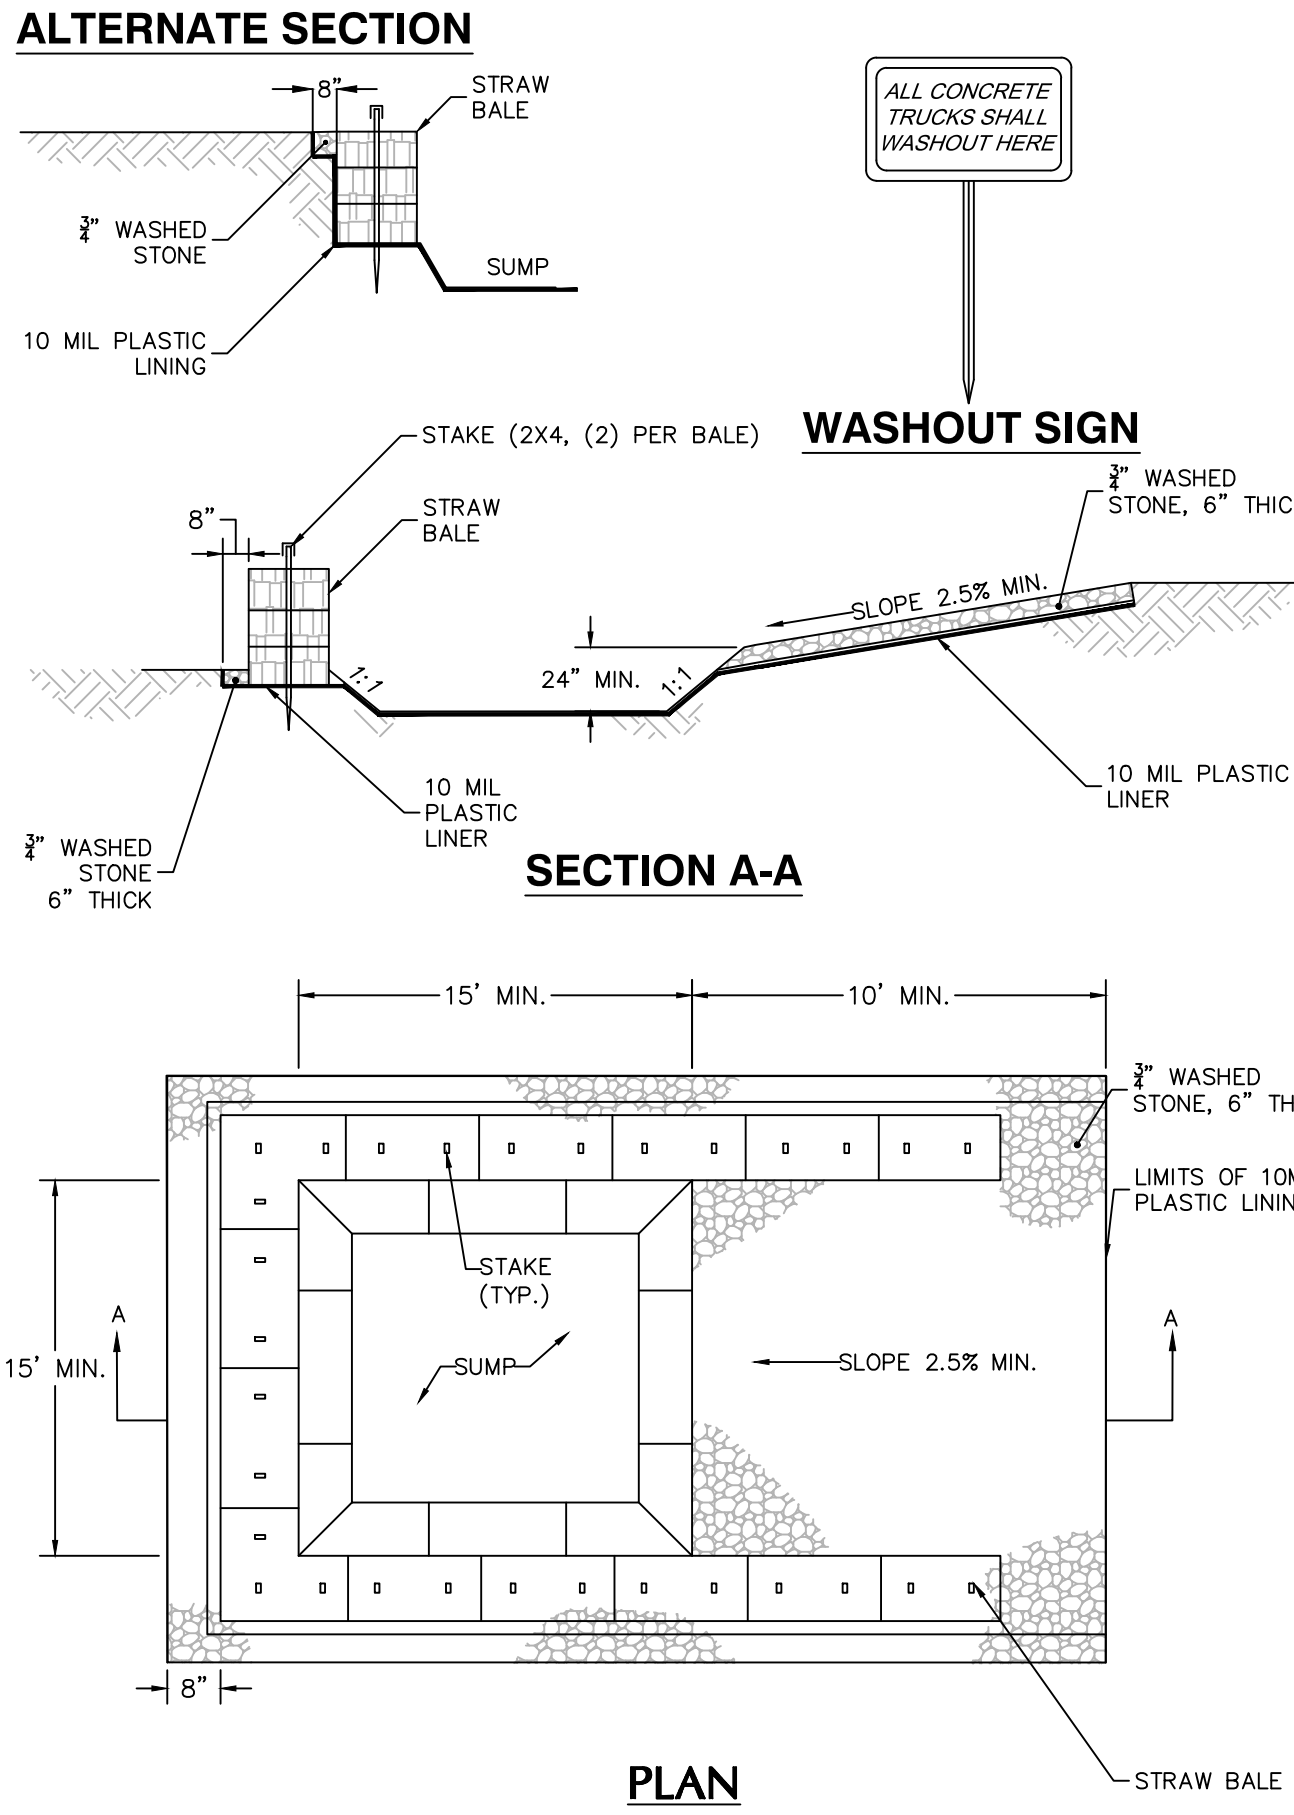 ALTERNATE SECTION
8"
STRAW
BALE
3/4" WASHED
STONE
SUMP
10 MIL PLASTIC
LINING
ALL CONCRETE
TRUCKS SHALL
WASHOUT HERE
WASHOUT SIGN
STAKE (2X4, (2) PER BALE)
8"
STRAW
BALE
3/4" WASHED
STONE, 6" THIC
SLOPE 2.5% MIN.
1:1
24" MIN.
1:1
10 MIL
PLASTIC
LINER
10 MIL PLASTIC
LINER
3/4" WASHED
STONE
6" THICK
SECTION A-A
15' MIN.
10' MIN.
3/4" WASHED
STONE, 6" TH
LIMITS OF 10M
PLASTIC LININ
STAKE
(TYP.)
A
A
15' MIN.
SUMP
SLOPE 2.5% MIN.
8"
STRAW BALE
PLAN